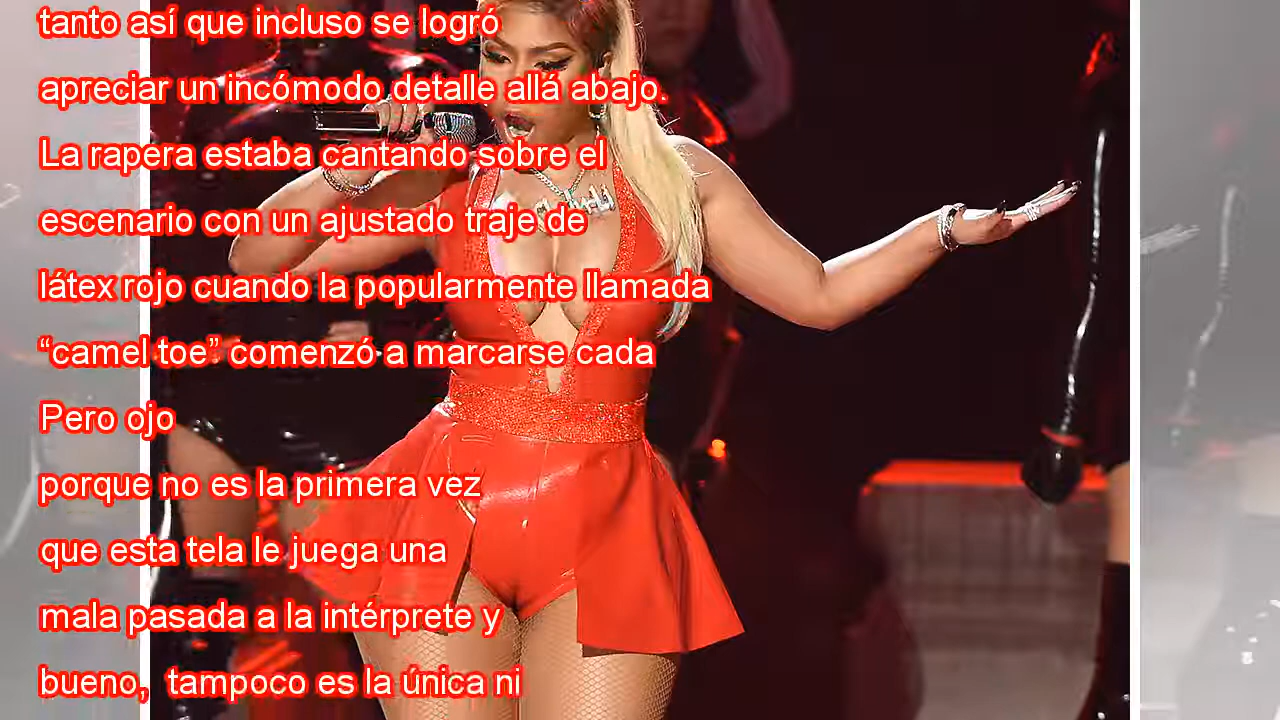 tanto así que incluso se logró
apreciar un incómodo detalle allá abajo.
La rapera estaba cantando sobre el
escenario con un ajustado traje de
látex rojo cuando la popularmente llamada
“camel toe” comenzó a marcarse cada
Pero ojo
porque no es la primera vez
que esta tela le juega una
mala pasada a la intérprete y
bueno,  tampoco es la única ni